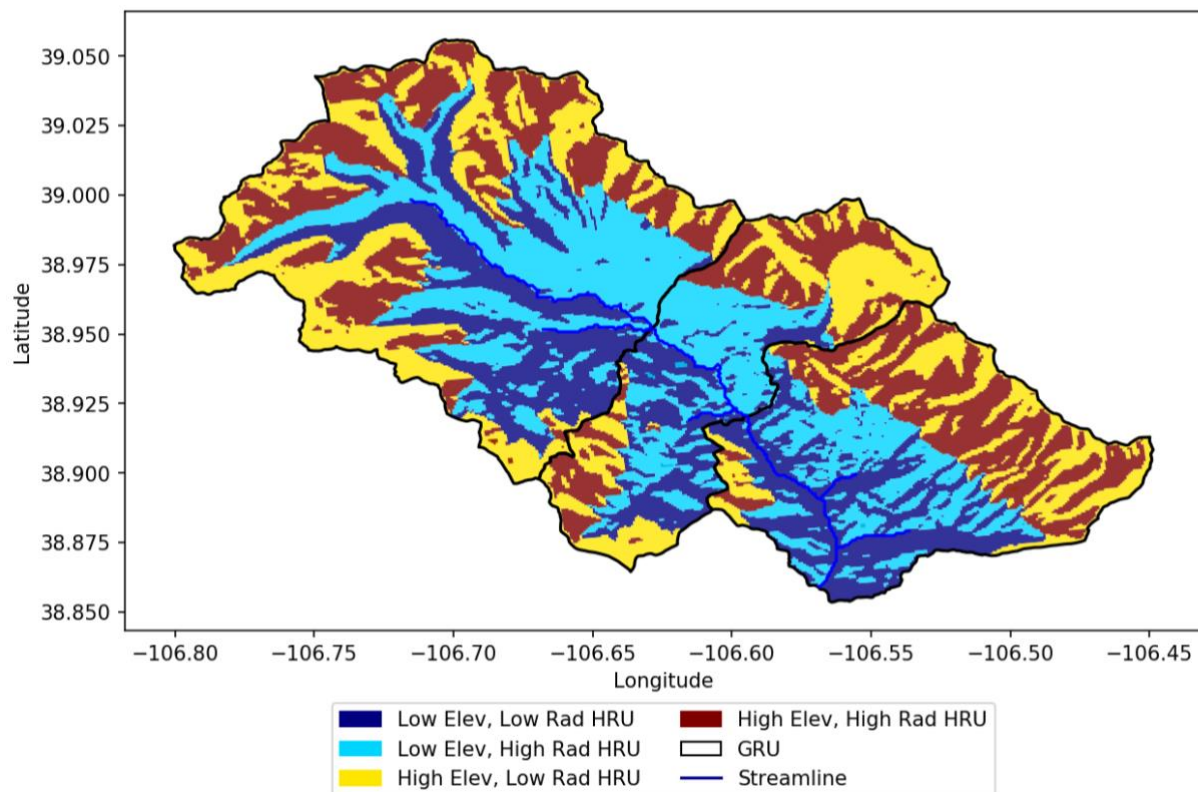 39.050
39.025
39.000
38.975
38.950
38.925
38.900
38.875
38.850
Latitude
−106.80 −106.75 −106.70 −106.65 −106.60 −106.55 −106.50 −106.45
Longitude
Low Elev, Low Rad HRU
Low Elev, High Rad HRU
High Elev, Low Rad HRU
High Elev, High Rad HRU
GRU
Streamline